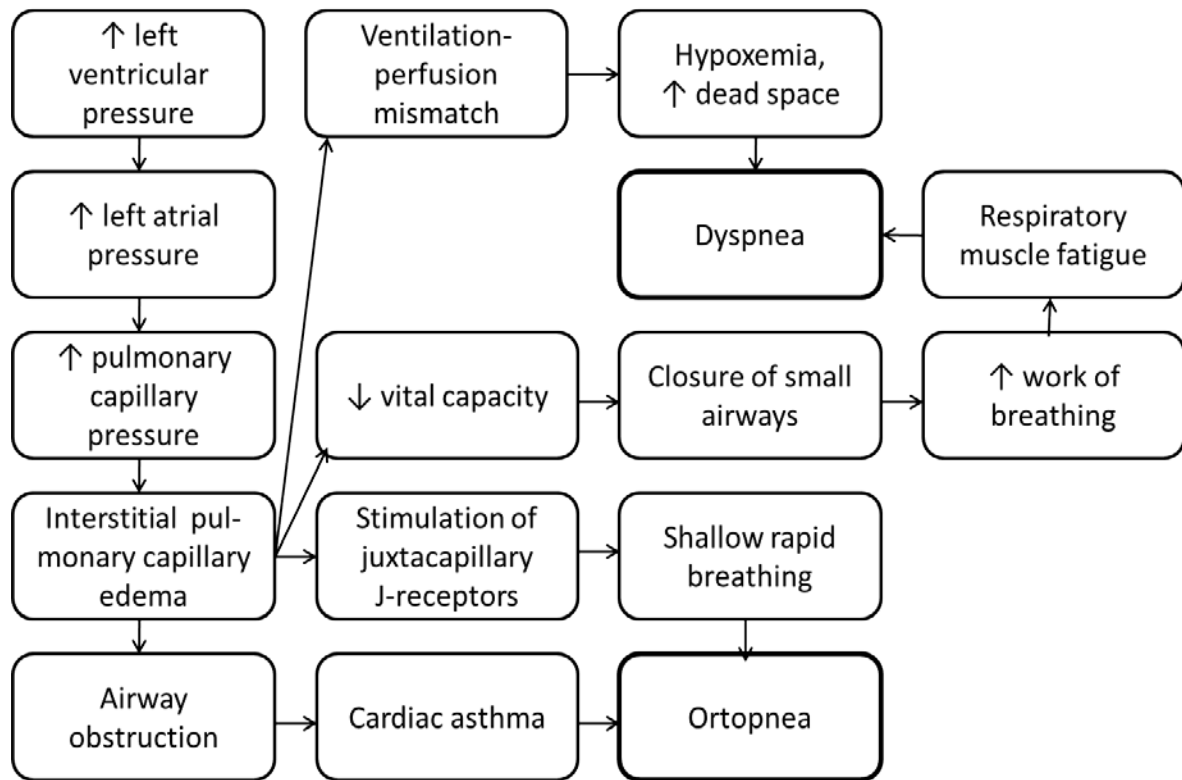 ↑ left
ventricular
pressure
Ventilation-
perfusion
mismatch
Hypoxemia,
↑ dead space
↑ left atrial
pressure
Dyspnea
Respiratory
muscle fatigue
↑ pulmonary
capillary
pressure
↓ vital capacity
Closure of small
airways
↑ work of
breathing
Interstitial pul-
monary capillary
edema
Stimulation of
juxtacapillary
J-receptors
Shallow rapid
breathing
Airway
obstruction
Cardiac asthma
Ortopnea